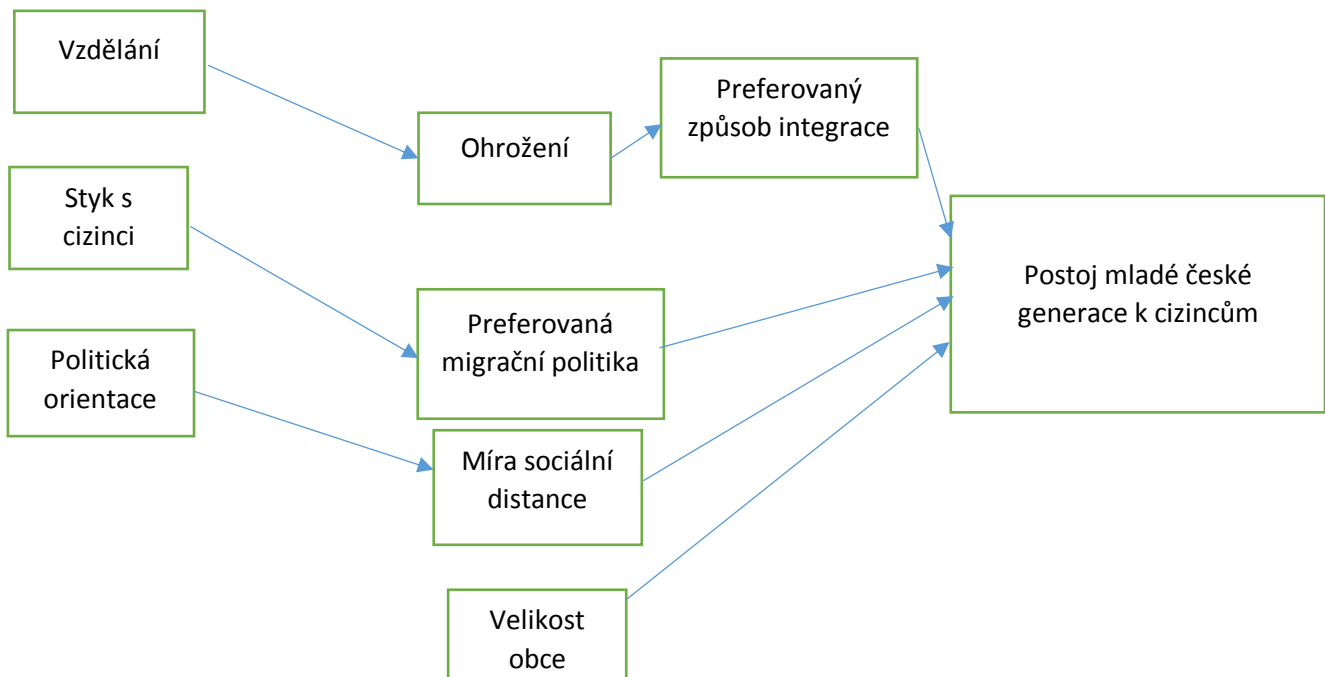 Vzdělání
Styk s
cizinci
Politická
orientace
Ohrožení
Preferovaný
způsob integrace
Preferovaná
migrační politika
Míra sociální
distance
Velikost
obce
Postoj mladé české
generace k cizincům